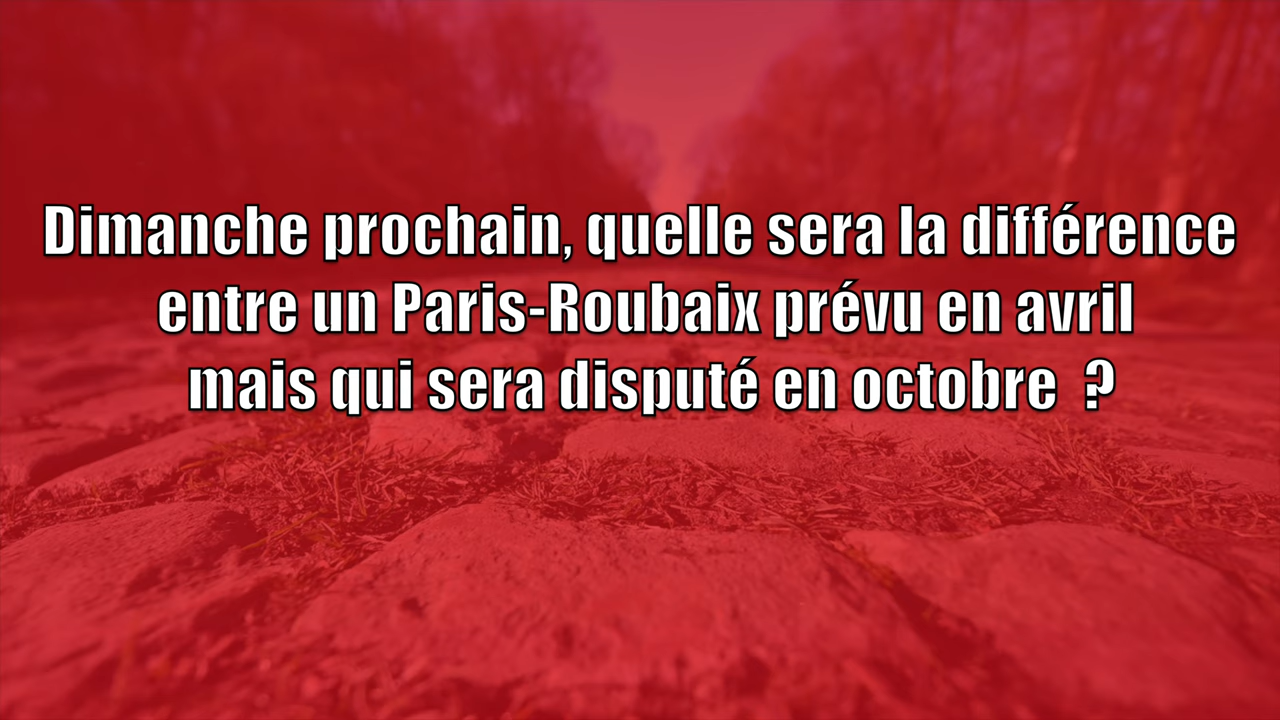 Dimanche prochain, quelle sera la différence
entre un Paris-Roubaix prévu en avril
mais qui sera disputé en octobre  ?